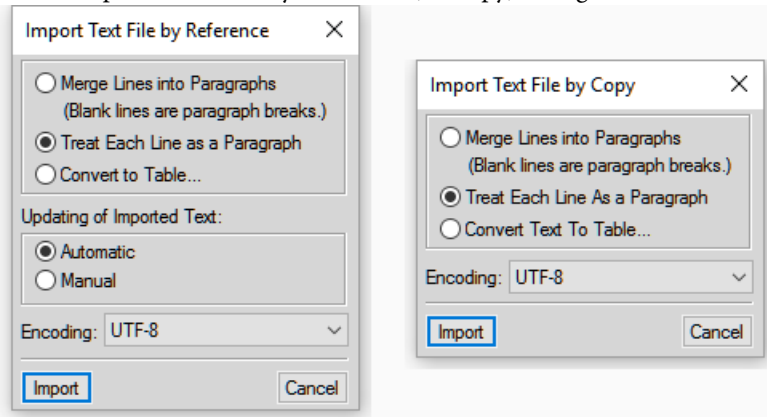 Import Text File by Reference
Merge Lines into Paragraphs
(Blank lines are paragraph breaks.)
Treat Each Line as a Paragraph
Convert to Table...
Updating of Imported Text:
Automatic
Manual
Encoding: UTF-8
Import Cancel
Import Text File by Copy
Merge Lines into Paragraphs
(Blank lines are paragraph breaks.)
Treat Each Line As a Paragraph
Convert Text To Table...
Encoding: UTF-8
Import Cancel